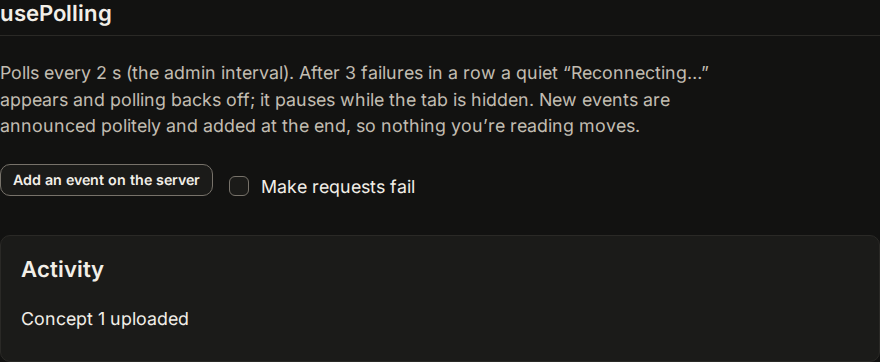 usePolling
Polls every 2 s (the admin interval). After 3 failures in a row a quiet “Reconnecting…”
appears and polling backs off; it pauses while the tab is hidden. New events are
announced politely and added at the end, so nothing you’re reading moves.
Add an event on the server
Make requests fail
Activity
Concept 1 uploaded